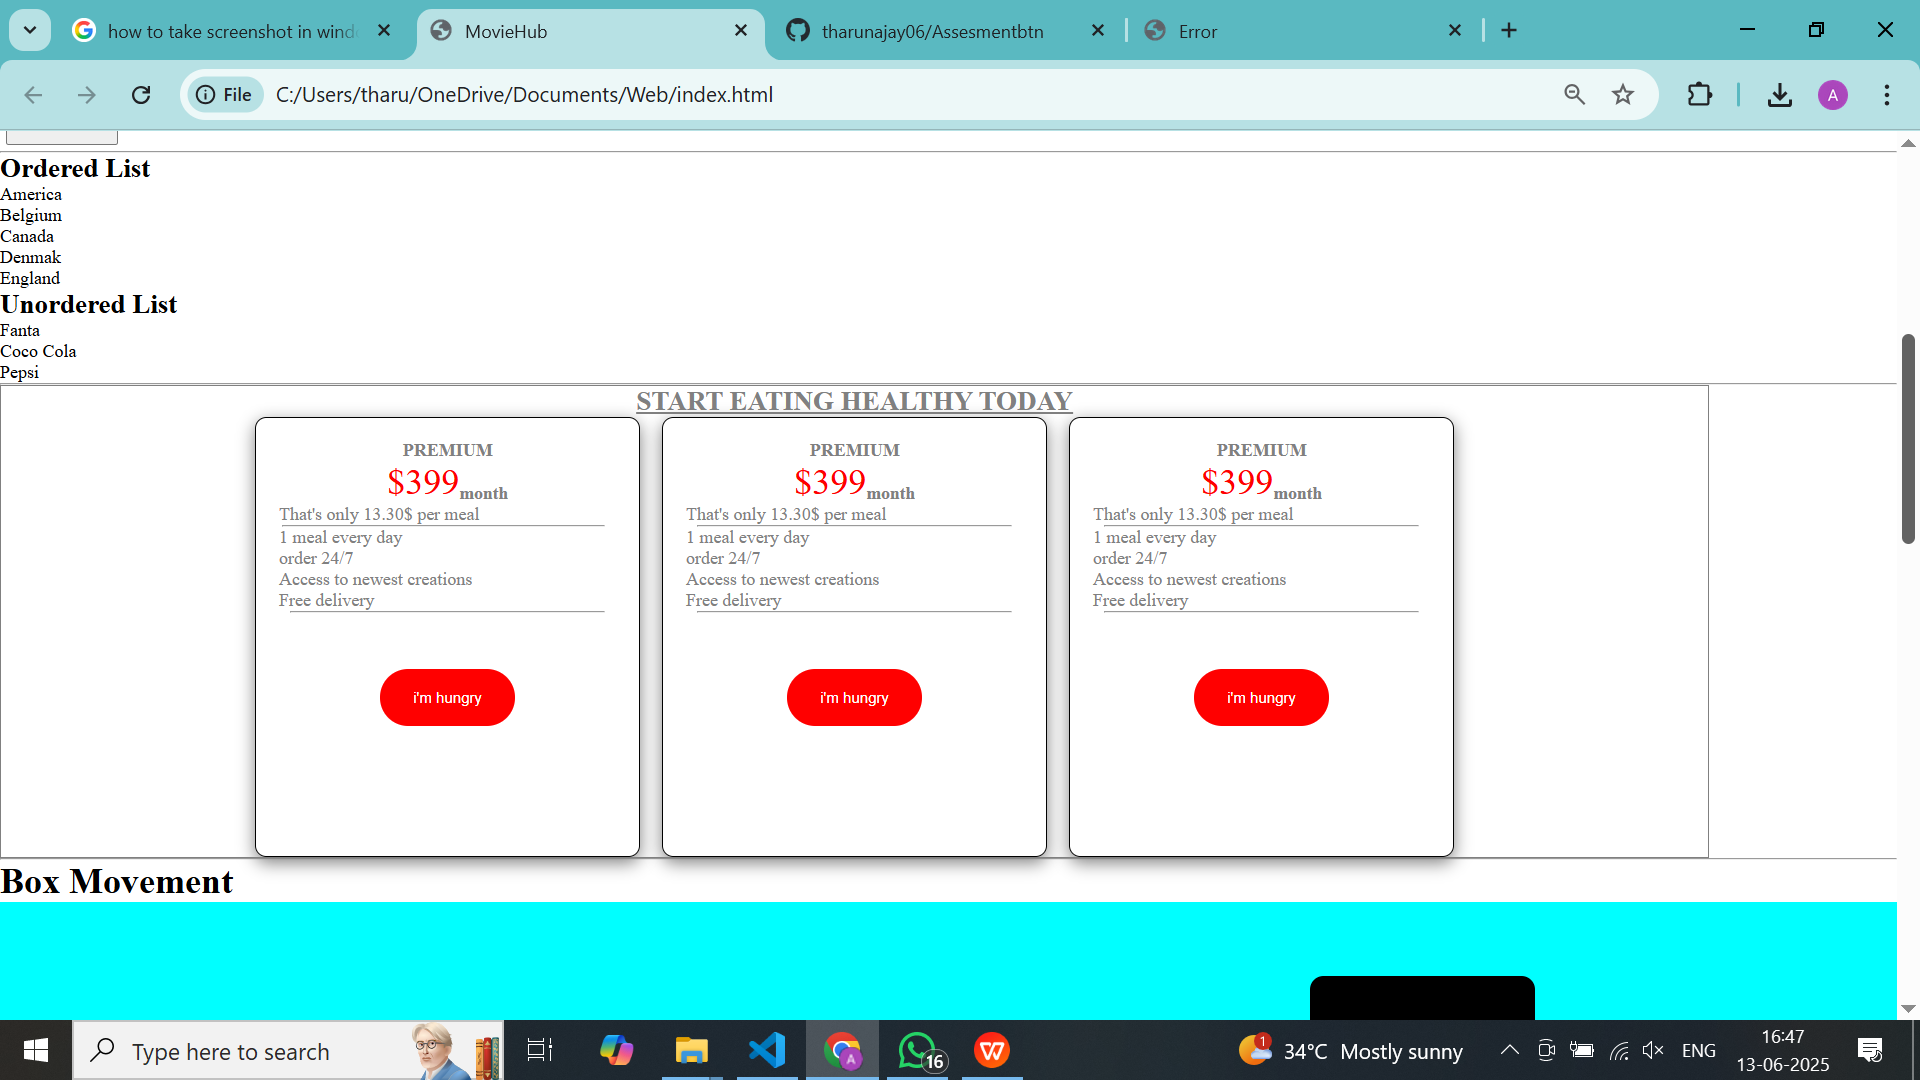 how to take screenshot in wind
MovieHub
tharunajay06/Assesmentbtn
Error
File
C:/Users/tharu/OneDrive/Documents/Web/index.html
A
Ordered List
America
Belgium
Canada
Denmak
England
Unordered List
Fanta
Coco Cola
Pepsi
START EATING HEALTHY TODAY
PREMIUM
$399month
That's only 13.30$ per meal
1 meal every day
order 24/7
Access to newest creations
Free delivery
i'm hungry
PREMIUM
$399month
That's only 13.30$ per meal
1 meal every day
order 24/7
Access to newest creations
Free delivery
i'm hungry
PREMIUM
$399month
That's only 13.30$ per meal
1 meal every day
order 24/7
Access to newest creations
Free delivery
i'm hungry
Box Movement
Type here to search
A
16
W
1
34°C Mostly sunny
ENG
16:47
13-06-2025